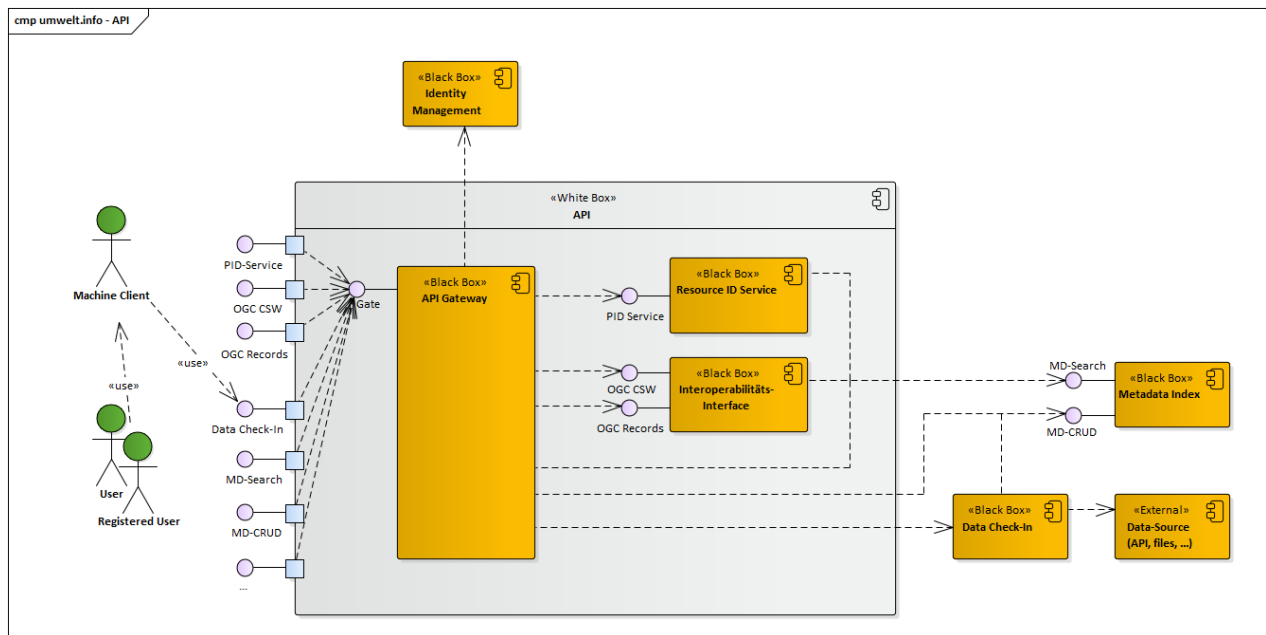 cmp umwelt.info - API
«Black Box»
Identity
Management
«White Box»
API
Machine Client
«use»
«use»
User
Registered User
PID-Service
OGC CSW
OGC Records
Data Check-In
MD-Search
MD-CRUD
...
Gate
«Black Box»
API Gateway
PID Service
«Black Box»
Resource ID Service
OGC CSW
OGC Records
«Black Box»
Interoperabilitäts-
Interface
MD-Search
MD-CRUD
«Black Box»
Metadata Index
«Black Box»
Data Check-In
«External»
Data-Source
(API, files, ...)